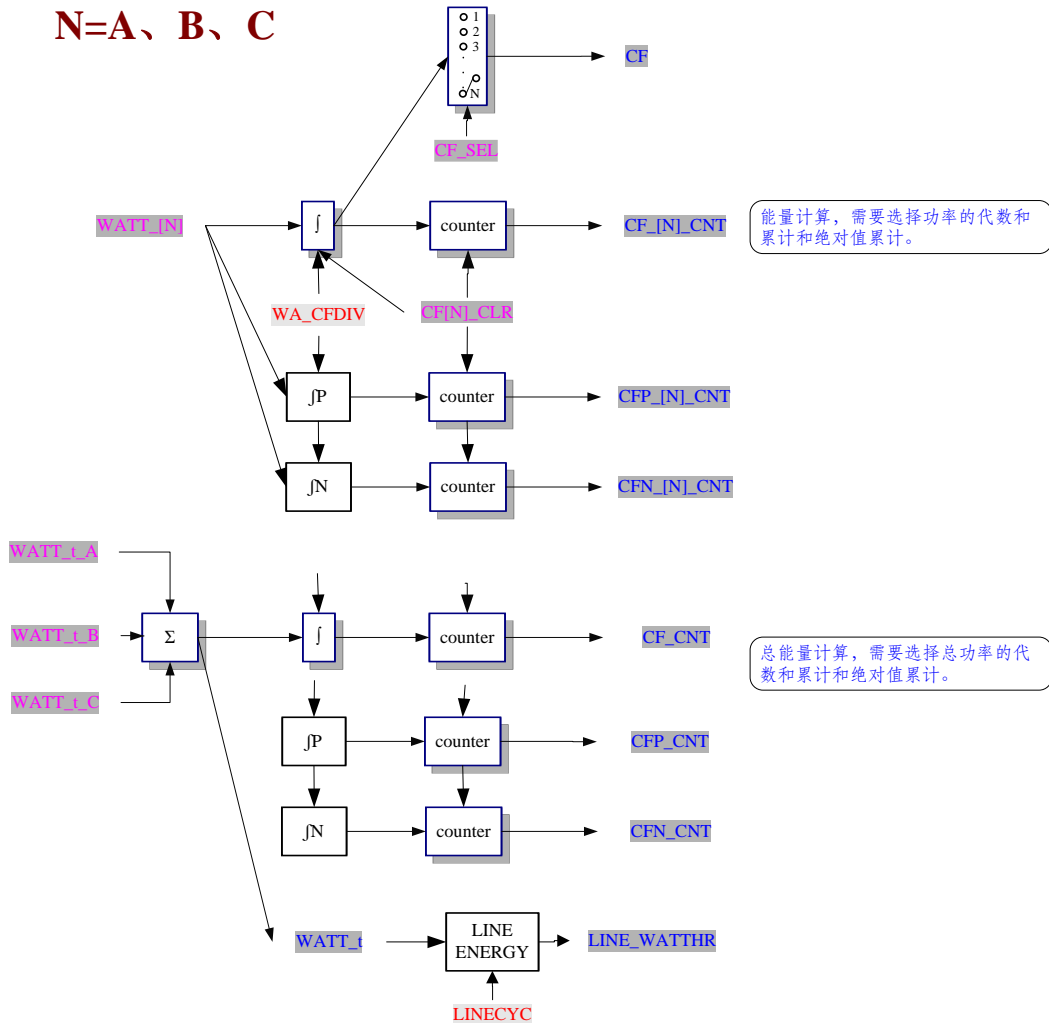 N=A、B、C
1
2
3
.
.
.
N
CF
CF_SEL
WATT_[N]
∫
counter
CF_[N]_CNT
能量计算，需要选择功率的代数和
累计和绝对值累计。
WA_CFDIV
CF[N]_CLR
∫P
counter
CFP_[N]_CNT
∫N
counter
CFN_[N]_CNT
WATT_t_A
WATT_t_B
Σ
∫
counter
CF_CNT
总能量计算，需要选择总功率的代
数和累计和绝对值累计。
WATT_t_C
∫P
counter
CFP_CNT
∫N
counter
CFN_CNT
WATT_t
LINE
ENERGY
LINE_WATTHR
LINECYC